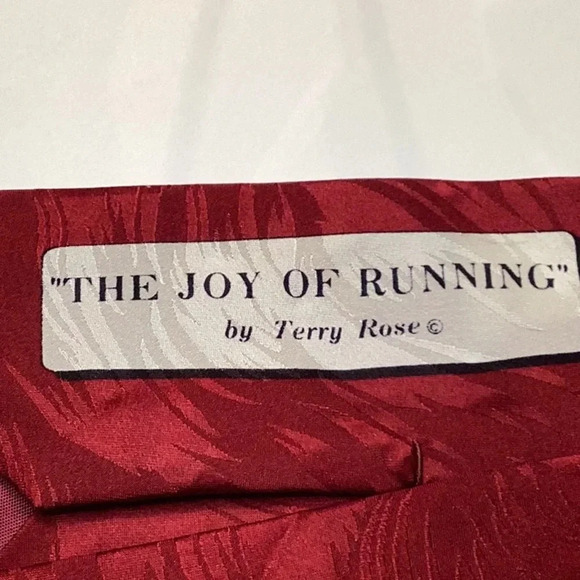 "THE JOY OF RUNNING"
by Terry Rose ©